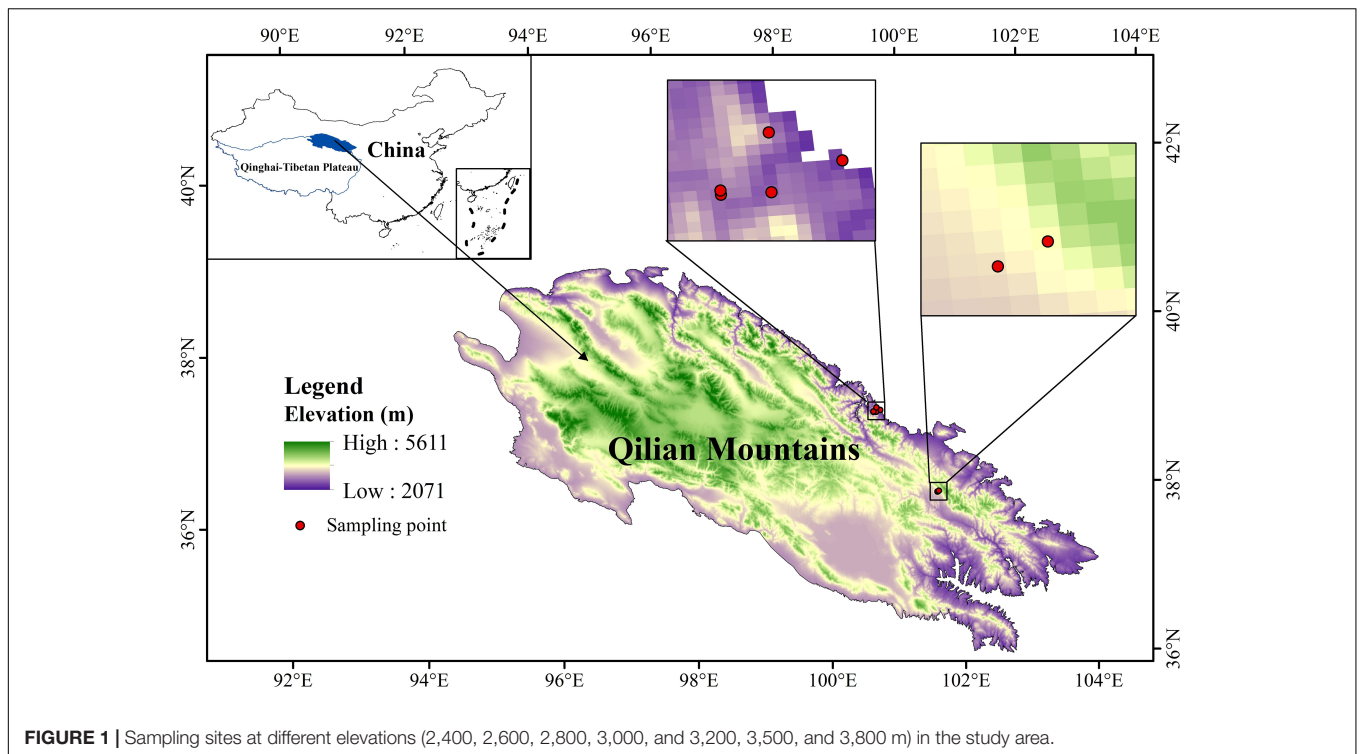 90°E 92°E 94°E 96°E 98°E 100°E 102°E 104°E
China
Qinghai-Tibetan Plateau
42°N
40°N
40°N
38°N
38°N
36°N
36°N
Legend
Elevation (m)
High : 5611
Low : 2071
Sampling point
Qilian Mountains
92°E 94°E 96°E 98°E 100°E 102°E 104°E
FIGURE 1 | Sampling sites at different elevations (2,400, 2,600, 2,800, 3,000, and 3,200, 3,500, and 3,800 m) in the study area.